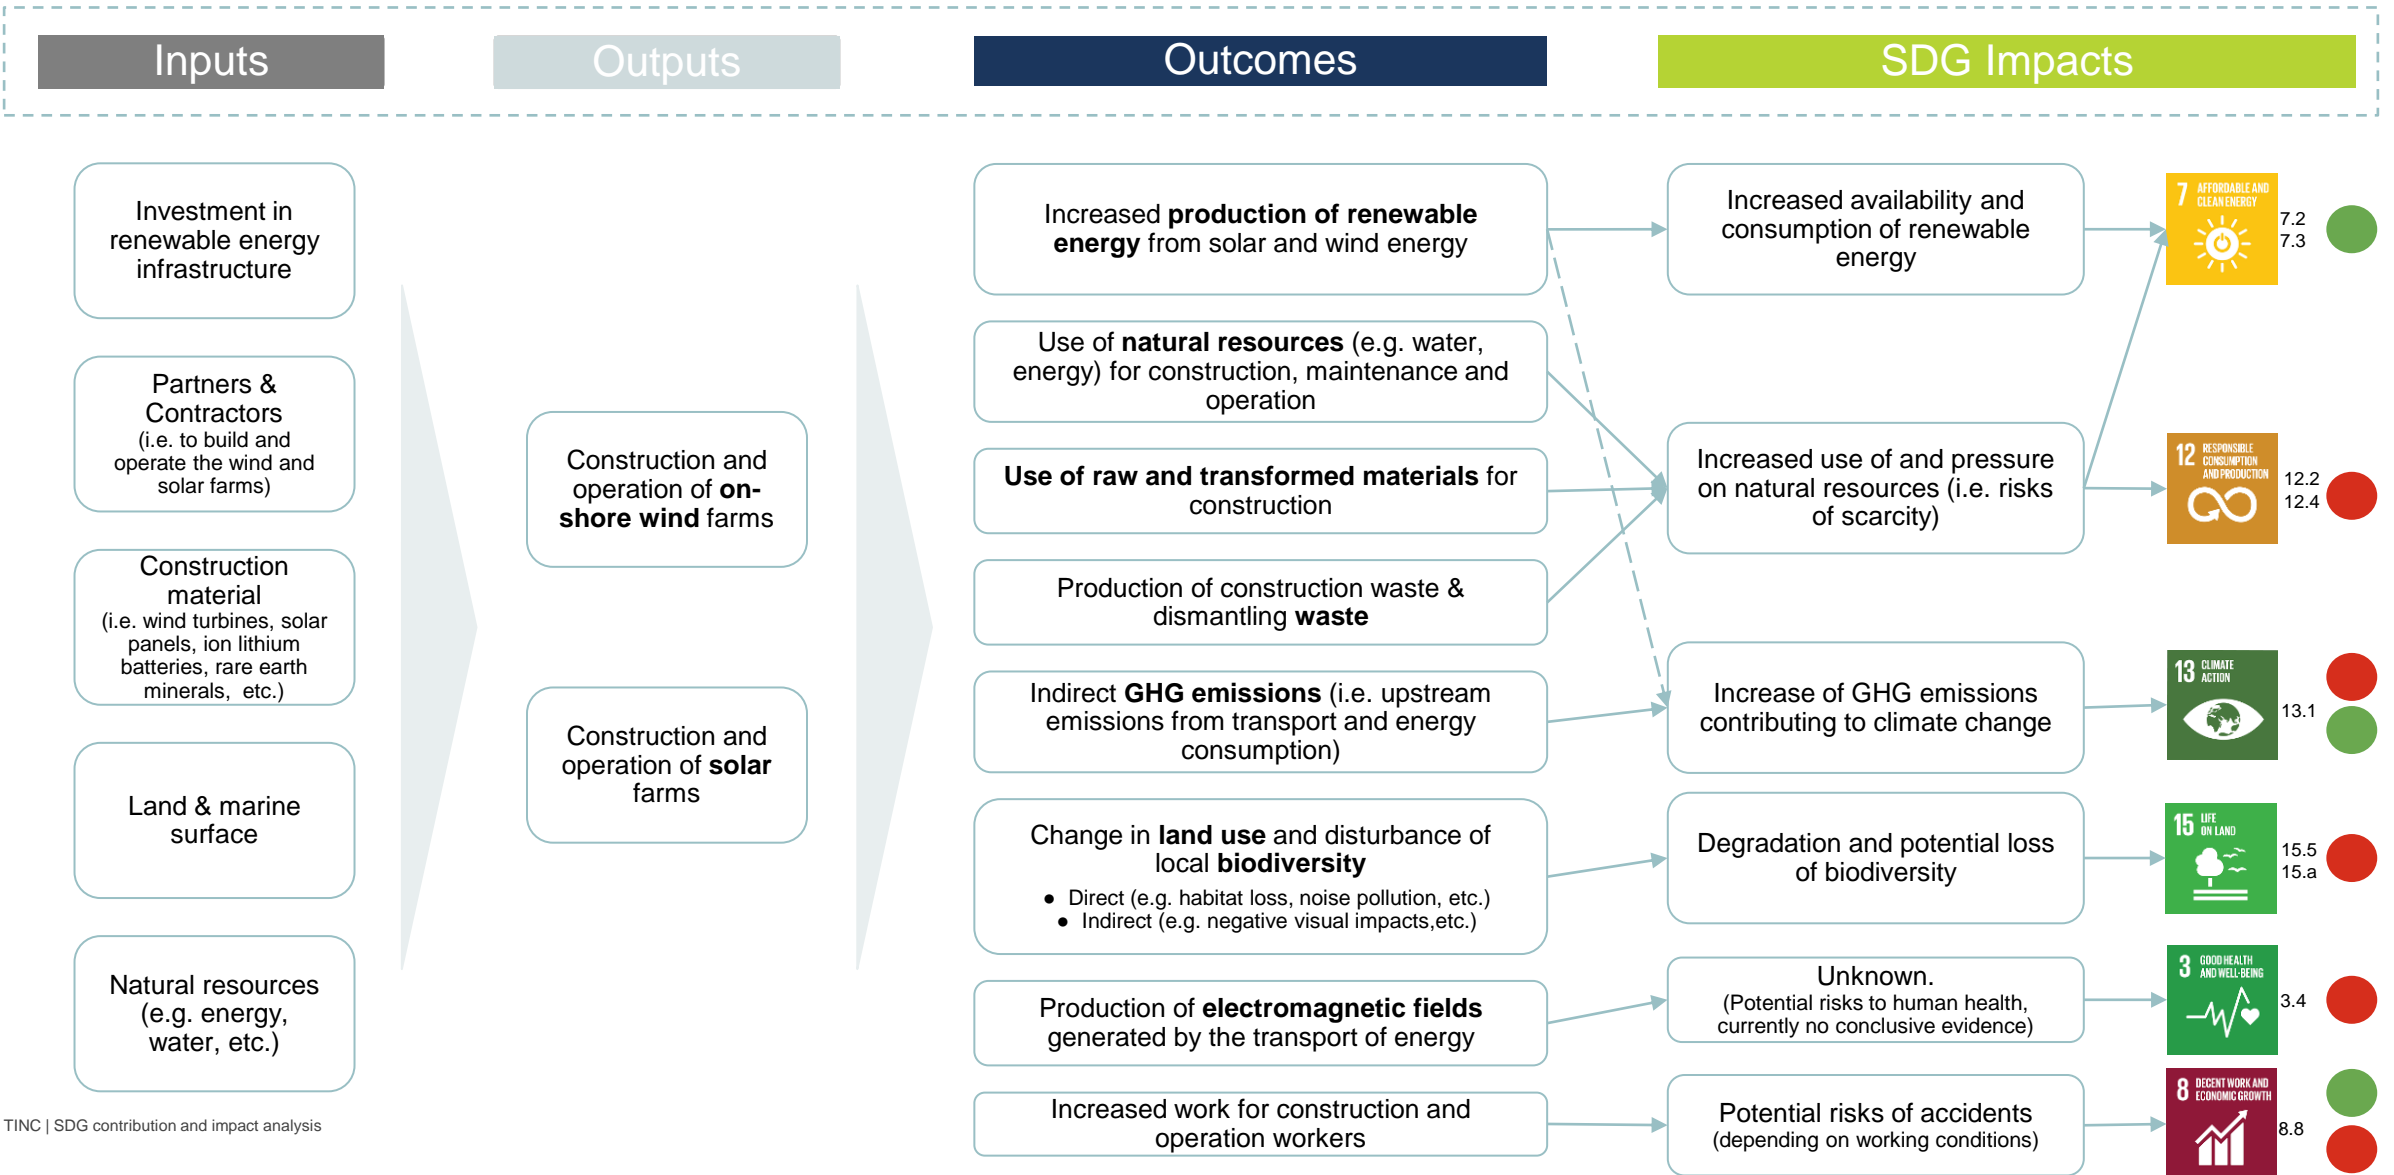 Inputs
Outputs
Outcomes
SDG Impacts
Investment in
renewable energy
infrastructure
Partners &
Contractors
(i.e. to build and
operate the wind and
solar farms)
Construction
material
(i.e. wind turbines, solar
panels, ion lithium
batteries, rare earth
minerals, etc.)
Land & marine
surface
Natural resources
(e.g. energy,
water, etc.)
Construction and
operation of on-
shore wind farms
Construction and
operation of solar
farms
Increased production of renewable
energy from solar and wind energy
Use of natural resources (e.g. water,
energy) for construction, maintenance and
operation
Use of raw and transformed materials for
construction
Production of construction waste &
dismantling waste
Indirect GHG emissions (i.e. upstream
emissions from transport and energy
consumption)
Change in land use and disturbance of
local biodiversity
● Direct (e.g. habitat loss, noise pollution, etc.)
● Indirect (e.g. negative visual impacts,etc.)
Production of electromagnetic fields
generated by the transport of energy
Increased work for construction and
operation workers
Increased availability and
consumption of renewable
energy
Increased use of and pressure
on natural resources (i.e. risks
of scarcity)
Increase of GHG emissions
contributing to climate change
Degradation and potential loss
of biodiversity
Unknown.
(Potential risks to human health,
currently no conclusive evidence)
Potential risks of accidents
(depending on working conditions)
7 AFFORDABLE AND
CLEAN ENERGY
7.2
7.3
12 RESPONSIBLE
CONSUMPTION
AND PRODUCTION
12.2
12.4
13 CLIMATE
ACTION
13.1
15 LIFE
ON LAND
15.5
15.a
3 GOOD HEALTH
AND WELL-BEING
3.4
8 DECENT WORK AND
ECONOMIC GROWTH
8.8
TINC | SDG contribution and impact analysis